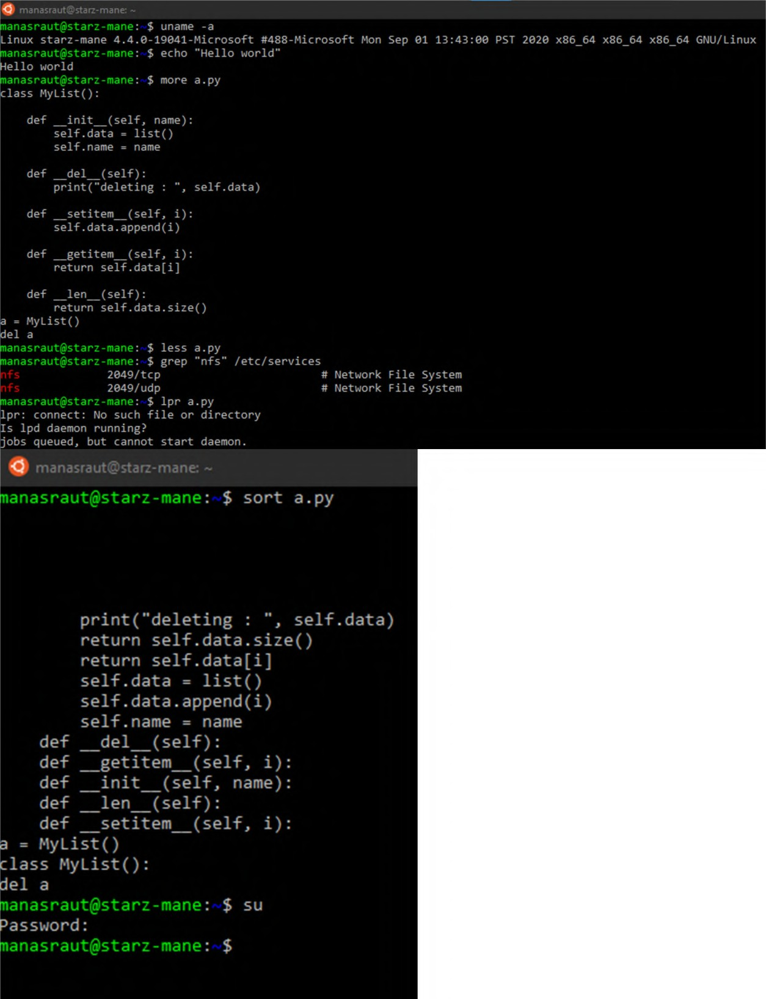 manasraut@starz-mane: ~
manasraut@starz-mane:~$ uname -a
Linux starz-mane 4.4.0-19041-Microsoft #488-Microsoft Mon Sep 01 13:43:00 PST 2020 x86_64 x86_64 x86_64 GNU/Linux
manasraut@starz-mane:~$ echo "Hello world"
Hello world
manasraut@starz-mane:~$ more a.py
class MyList():
    def __init__(self, name):
        self.data = list()
        self.name = name
    def __del__(self):
        print("deleting : ", self.data)
    def __setitem__(self, i):
        self.data.append(i)
    def __getitem__(self, i):
        return self.data[i]
    def __len__(self):
        return self.data.size()
a = MyList()
del a
manasraut@starz-mane:~$ less a.py
manasraut@starz-mane:~$ grep "nfs" /etc/services
nfs             2049/tcp                        # Network File System
nfs             2049/udp                        # Network File System
manasraut@starz-mane:~$ lpr a.py
lpr: connect: No such file or directory
Is lpd daemon running?
jobs queued, but cannot start daemon.
manasraut@starz-mane: ~
manasraut@starz-mane:~$ sort a.py
        print("deleting : ", self.data)
        return self.data.size()
        return self.data[i]
        self.data = list()
        self.data.append(i)
        self.name = name
    def __del__(self):
    def __getitem__(self, i):
    def __init__(self, name):
    def __len__(self):
    def __setitem__(self, i):
a = MyList()
class MyList():
del a
manasraut@starz-mane:~$ su
Password:
manasraut@starz-mane:~$